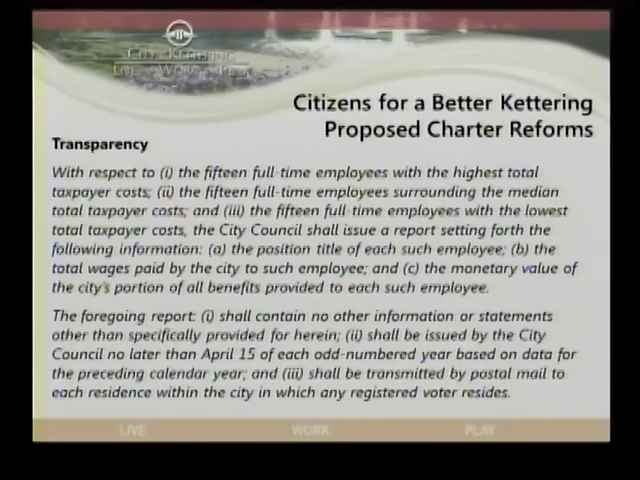 CITY OF KETTERING
LIVE • WORK • PLAY
Citizens for a Better Kettering
Proposed Charter Reforms
Transparency
With respect to (i) the fifteen full-time employees with the highest total
taxpayer costs; (ii) the fifteen full-time employees surrounding the median
total taxpayer costs; and (iii) the fifteen full-time employees with the lowest
total taxpayer costs, the City Council shall issue a report setting forth the
following information: (a) the position title of each such employee; (b) the
total wages paid by the city to such employee; and (c) the monetary value of
the city's portion of all benefits provided to each such employee.
The foregoing report: (i) shall contain no other information or statements
other than specifically provided for herein; (ii) shall be issued by the City
Council no later than April 15 of each odd-numbered year based on data for
the preceding calendar year; and (iii) shall be transmitted by postal mail to
each residence within the city in which any registered voter resides.
LIVE WORK PLAY